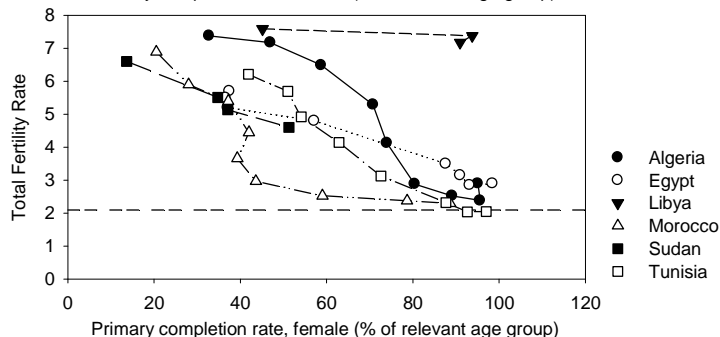 8
7
6
5
4
3
2
1
0
Total Fertility Rate
0 20 40 60 80 100 120
Primary completion rate, female (% of relevant age group)
Algeria
Egypt
Libya
Morocco
Sudan
Tunisia